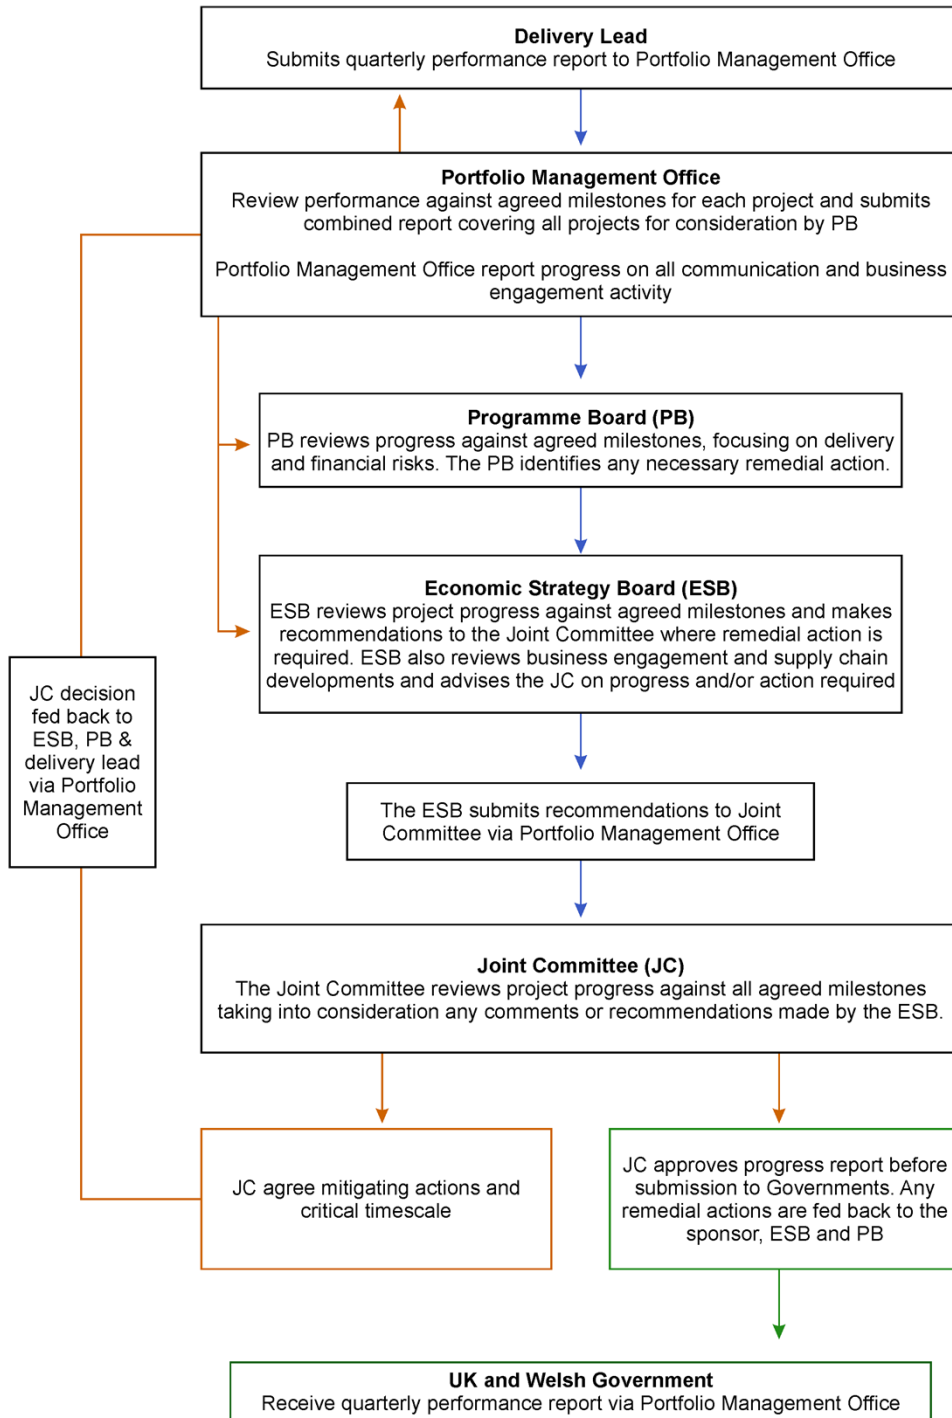 Delivery Lead
Submits quarterly performance report to Portfolio Management Office
Portfolio Management Office
Review performance against agreed milestones for each project and submits
combined report covering all projects for consideration by PB
Portfolio Management Office report progress on all communication and business
engagement activity
Programme Board (PB)
PB reviews progress against agreed milestones, focusing on delivery
and financial risks. The PB identifies any necessary remedial action.
Economic Strategy Board (ESB)
ESB reviews project progress against agreed milestones and makes
recommendations to the Joint Committee where remedial action is
required. ESB also reviews business engagement and supply chain
developments and advises the JC on progress and/or action required
JC decision
fed back to
ESB, PB &
delivery lead
via Portfolio
Management
Office
The ESB submits recommendations to Joint
Committee via Portfolio Management Office
Joint Committee (JC)
The Joint Committee reviews project progress against all agreed milestones
taking into consideration any comments or recommendations made by the ESB.
JC agree mitigating actions and
critical timescale
JC approves progress report before
submission to Governments. Any
remedial actions are fed back to the
sponsor, ESB and PB
UK and Welsh Government
Receive quarterly performance report via Portfolio Management Office